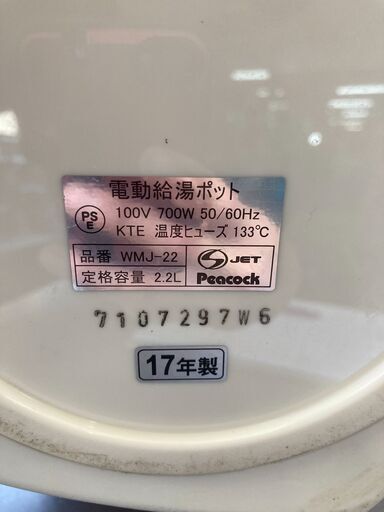 電動給湯ポット
PS
E
100V 700W 50/60Hz
KTE 温度ヒューズ 133℃
品番 WMJ-22
定格容量 2.2L
S JET
Peacock
7107297W6
17年製